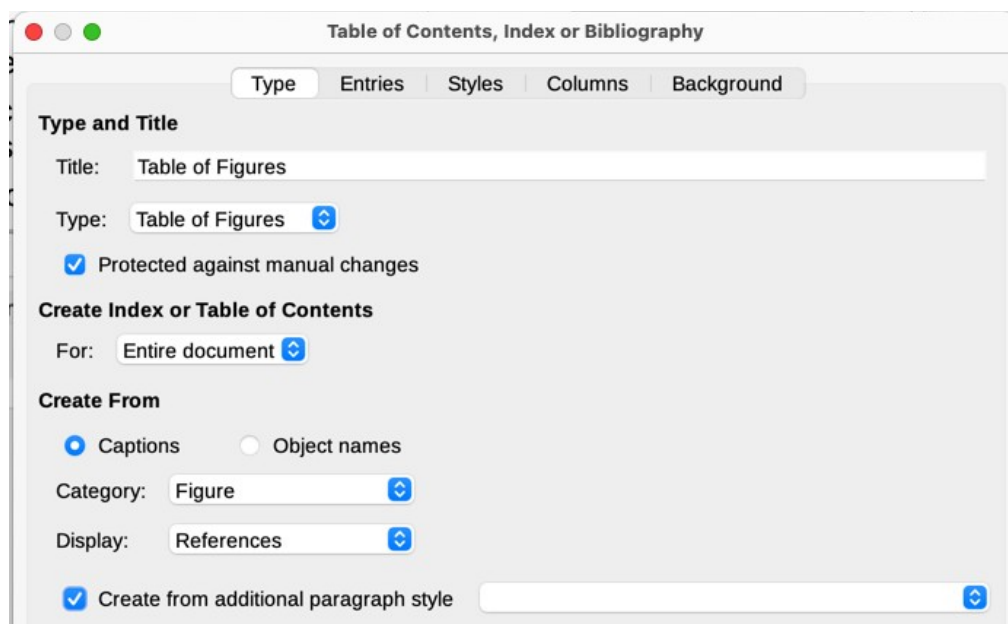 Table of Contents, Index or Bibliography
Type Entries Styles Columns Background
Type and Title
Title: Table of Figures
Type: Table of Figures
Protected against manual changes
Create Index or Table of Contents
For: Entire document
Create From
Captions Object names
Category: Figure
Display: References
Create from additional paragraph style